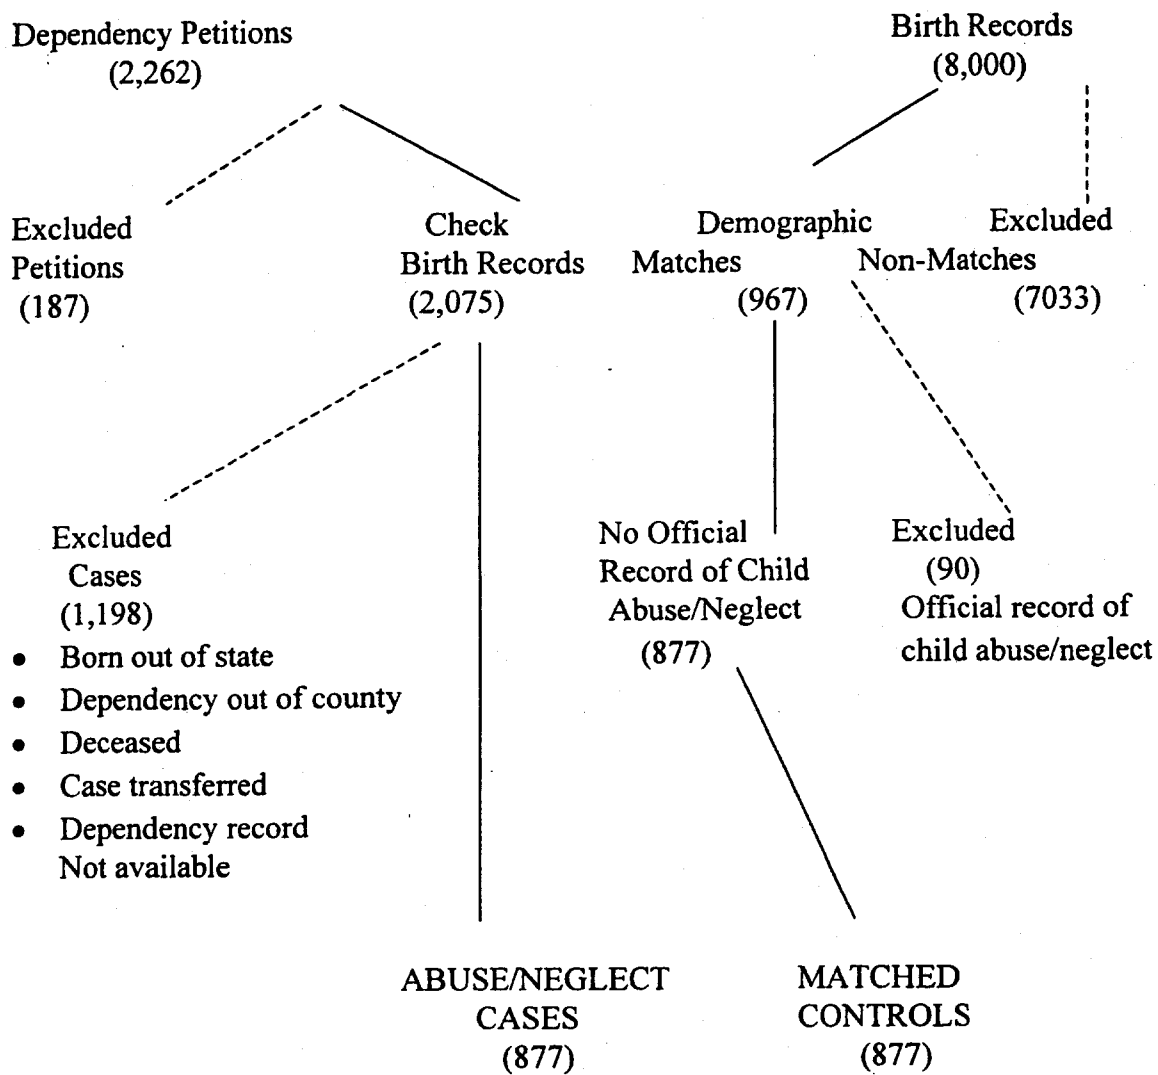 Dependency Petitions
(2,262)
Birth Records
(8,000)
Excluded
Petitions
(187)
Check
Birth Records
(2,075)
Demographic
Matches
(967)
Excluded
Non-Matches
(7033)
Excluded
Cases
(1,198)
• Born out of state
• Dependency out of county
• Deceased
• Case transferred
• Dependency record
Not available
No Official
Record of Child
Abuse/Neglect
(877)
Excluded
(90)
Official record of
child abuse/neglect
ABUSE/NEGLECT
CASES
(877)
MATCHED
CONTROLS
(877)